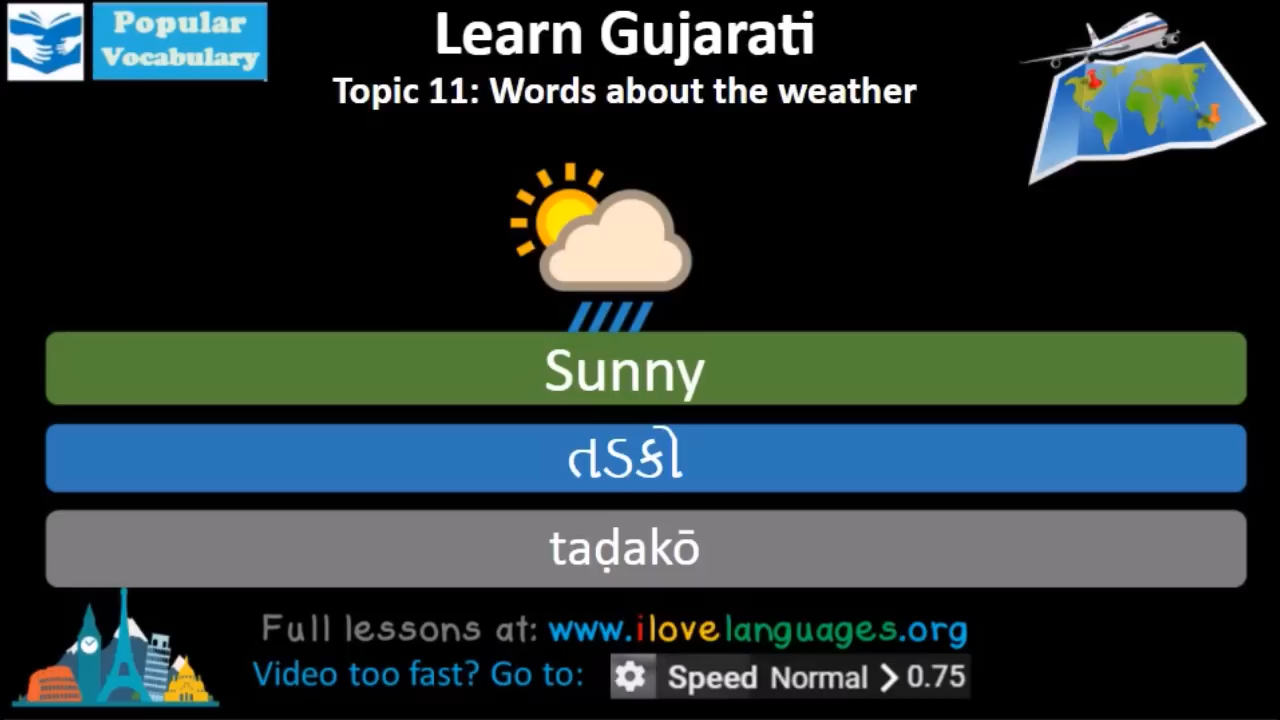 Popular
Vocabulary
Learn Gujarati
Topic 11: Words about the weather
Sunny
તડકો
taḍakō
Full lessons at: www.ilovelanguages.org
Video too fast? Go to: Speed Normal > 0.75